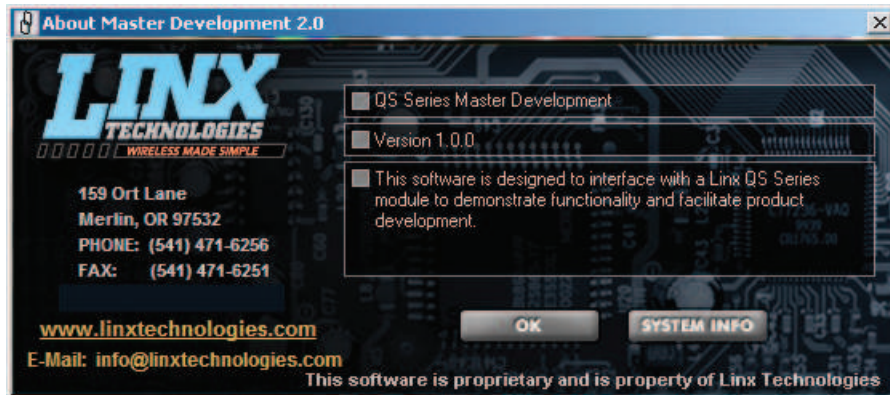 About Master Development 2.0
LINX
TECHNOLOGIES
WIRELESS MADE SIMPLE
159 Ort Lane
Merlin, OR 97532
PHONE: (541) 471-6256
FAX: (541) 471-6251
www.linxtechnologies.com
E-Mail: info@linxtechnologies.com
QS Series Master Development
Version 1.0.0
This software is designed to interface with a Linx QS Series
module to demonstrate functionality and facilitate product
development.
OK
SYSTEM INFO
This software is proprietary and is property of Linx Technologies